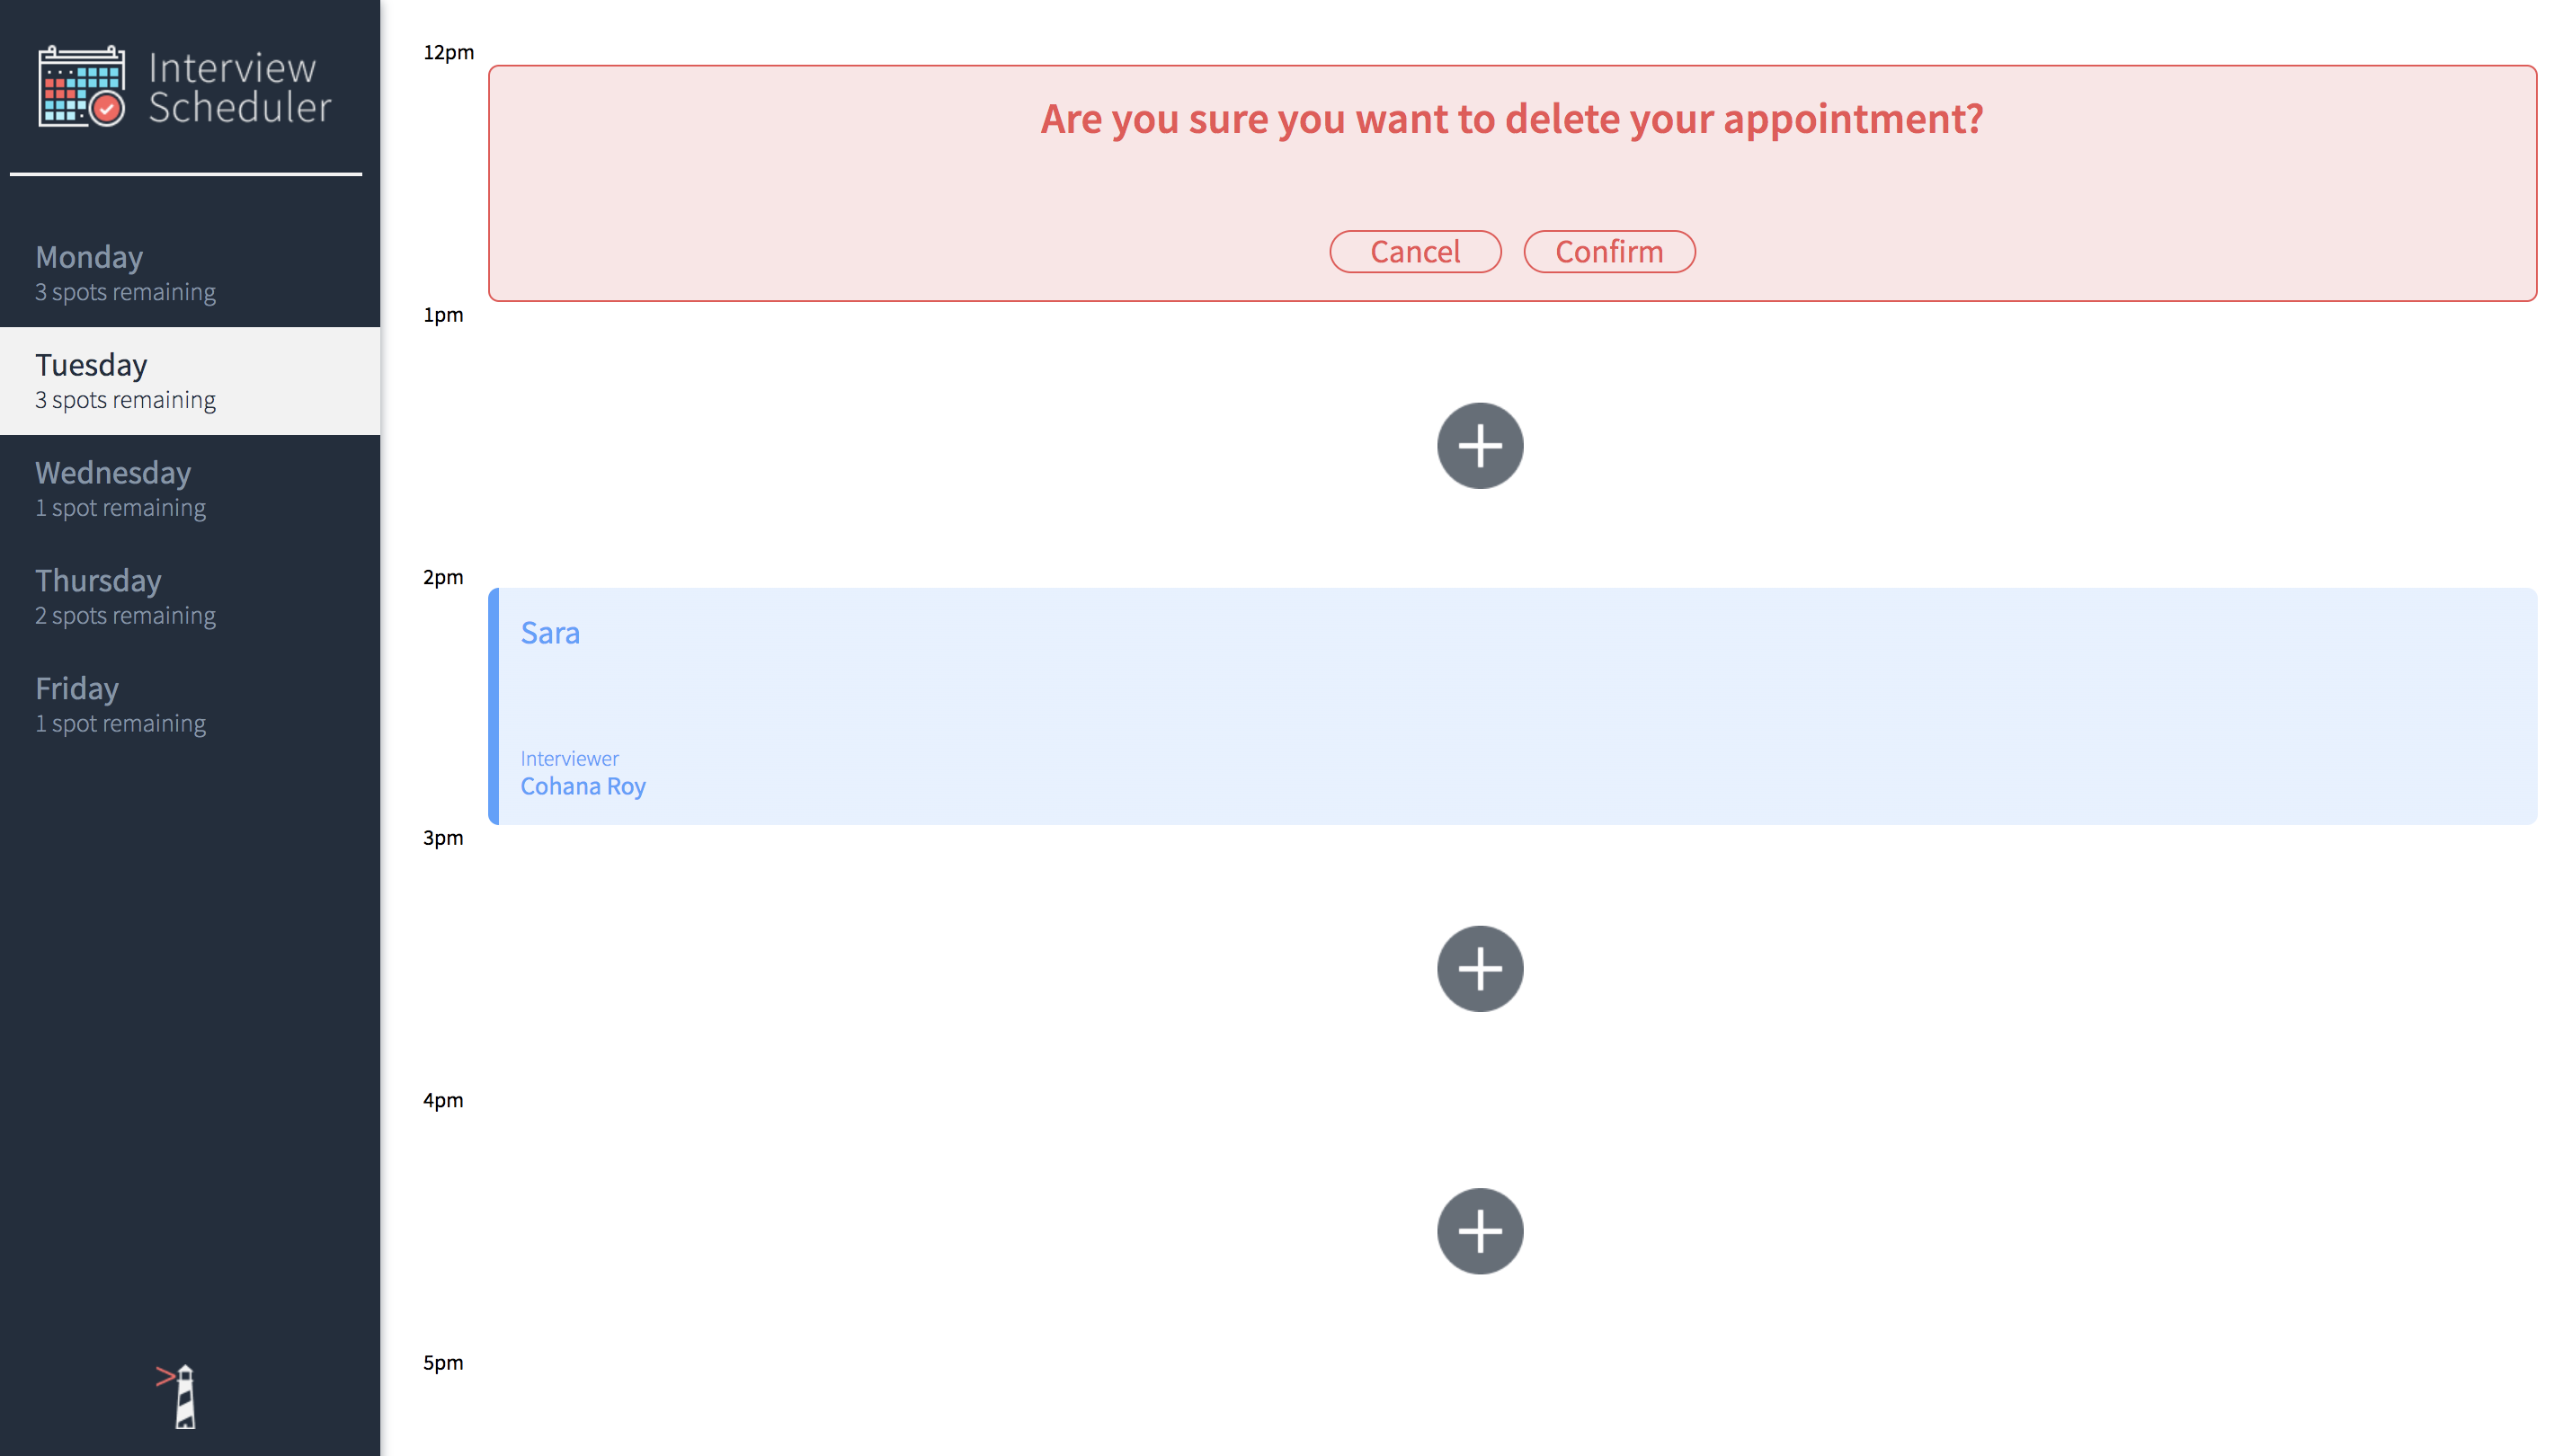 Interview
Scheduler
Monday
3 spots remaining
Tuesday
3 spots remaining
Wednesday
1 spot remaining
Thursday
2 spots remaining
Friday
1 spot remaining
12pm
Are you sure you want to delete your appointment?
Cancel
Confirm
1pm
2pm
Sara
Interviewer
Cohana Roy
3pm
4pm
5pm